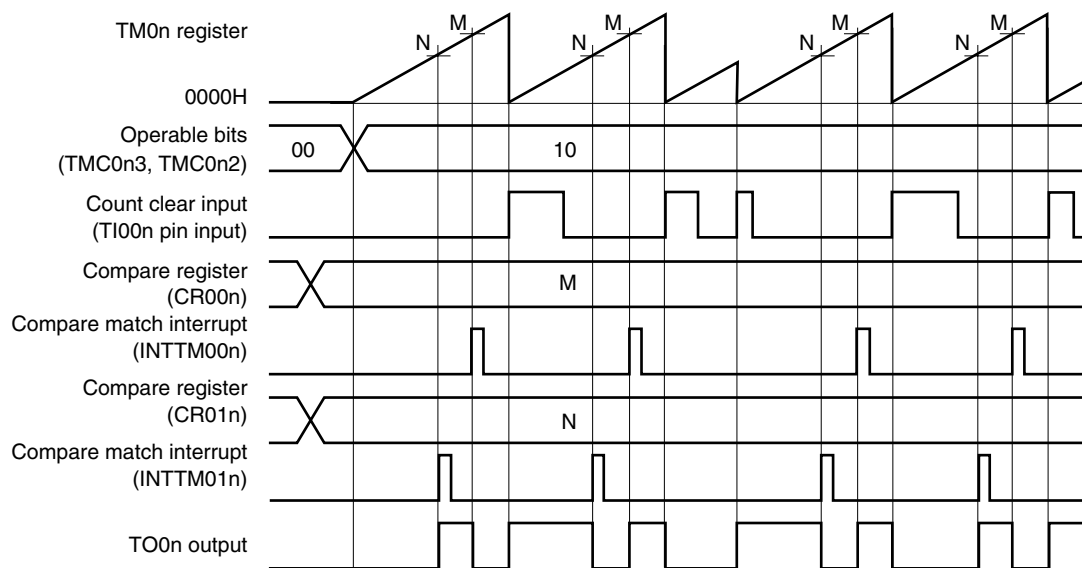 TM0n register
N M N M N M N M
0000H
Operable bits
(TMC0n3, TMC0n2)
00 10
Count clear input
(TI00n pin input)
Compare register
(CR00n)
M
Compare match interrupt
(INTTM00n)
Compare register
(CR01n)
N
Compare match interrupt
(INTTM01n)
TO0n output